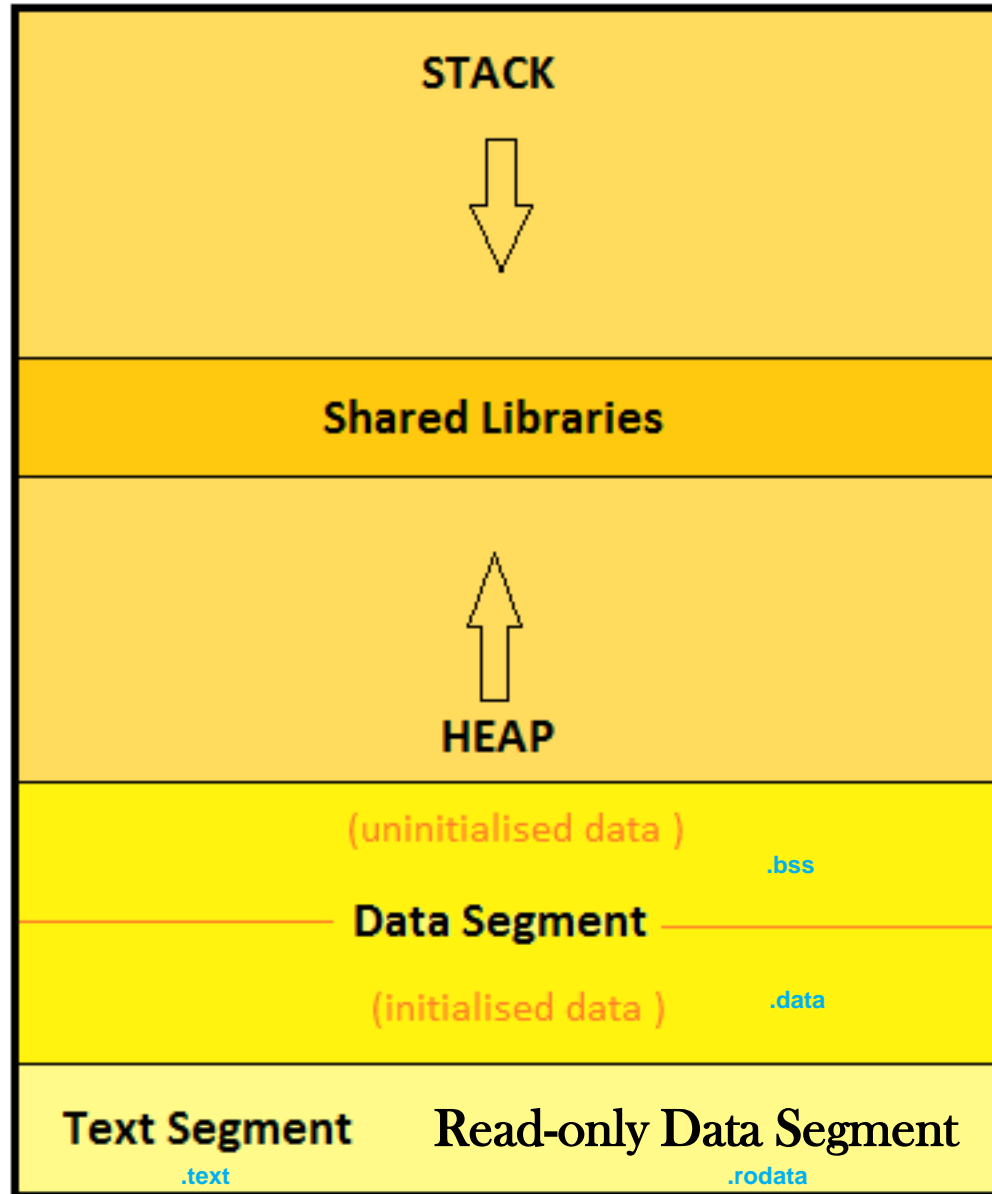 STACK
Shared Libraries
HEAP
(uninitialised data )
.bss
Data Segment
(initialised data )
.data
Text Segment Read-only Data Segment
.text .rodata